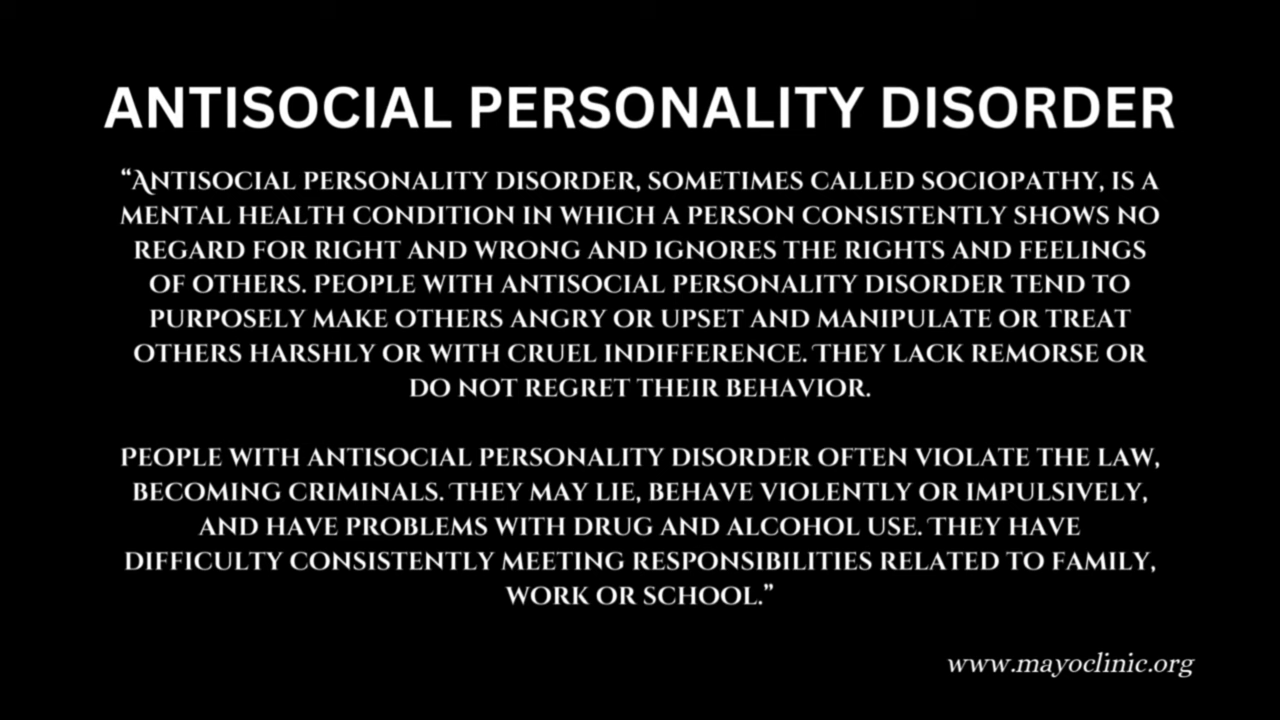 ANTISOCIAL PERSONALITY DISORDER
“ANTISOCIAL PERSONALITY DISORDER, SOMETIMES CALLED SOCIOPATHY, IS A
MENTAL HEALTH CONDITION IN WHICH A PERSON CONSISTENTLY SHOWS NO
REGARD FOR RIGHT AND WRONG AND IGNORES THE RIGHTS AND FEELINGS
OF OTHERS. PEOPLE WITH ANTISOCIAL PERSONALITY DISORDER TEND TO
PURPOSELY MAKE OTHERS ANGRY OR UPSET AND MANIPULATE OR TREAT
OTHERS HARSHLY OR WITH CRUEL INDIFFERENCE. THEY LACK REMORSE OR
DO NOT REGRET THEIR BEHAVIOR.
PEOPLE WITH ANTISOCIAL PERSONALITY DISORDER OFTEN VIOLATE THE LAW,
BECOMING CRIMINALS. THEY MAY LIE, BEHAVE VIOLENTLY OR IMPULSIVELY,
AND HAVE PROBLEMS WITH DRUG AND ALCOHOL USE. THEY HAVE
DIFFICULTY CONSISTENTLY MEETING RESPONSIBILITIES RELATED TO FAMILY,
WORK OR SCHOOL.”
www.mayoclinic.org